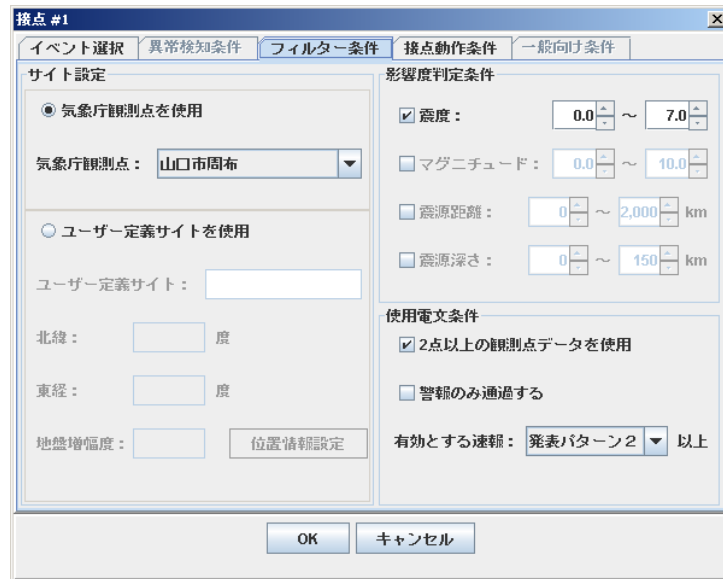 接点 #1
イベント選択 異常検知条件 フィルター条件 接点動作条件 一般向け条件
サイト設定
気象庁観測点を使用
気象庁観測点： 山口市周布
ユーザー定義サイトを使用
ユーザー定義サイト：
北緯： 度
東経： 度
地盤増幅度： 位置情報設定
影響度判定条件
震度： 0.0 ～ 7.0
マグニチュード： 0.0 ～ 10.0
震源距離： 0 ～ 2,000 km
震源深さ： 0 ～ 150 km
使用電文条件
2点以上の観測点データを使用
警報のみ通過する
有効とする速報： 発表パターン2 以上
OK キャンセル